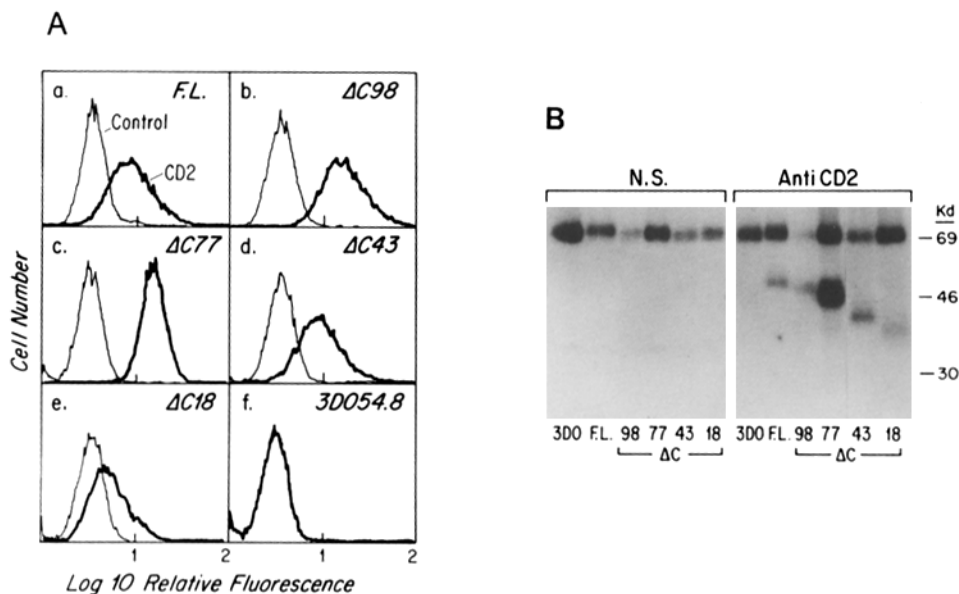 A
a. F.L.
Control
CD2
b. ΔC98
c. ΔC77
d. ΔC43
e. ΔC18
f. 3DO54.8
Cell Number
1 2 1 2
Log 10 Relative Fluorescence
B
N.S. Anti CD2
Kd
69
46
30
3DO F.L. 98 77 43 18 3DO F.L. 98 77 43 18
ΔC ΔC